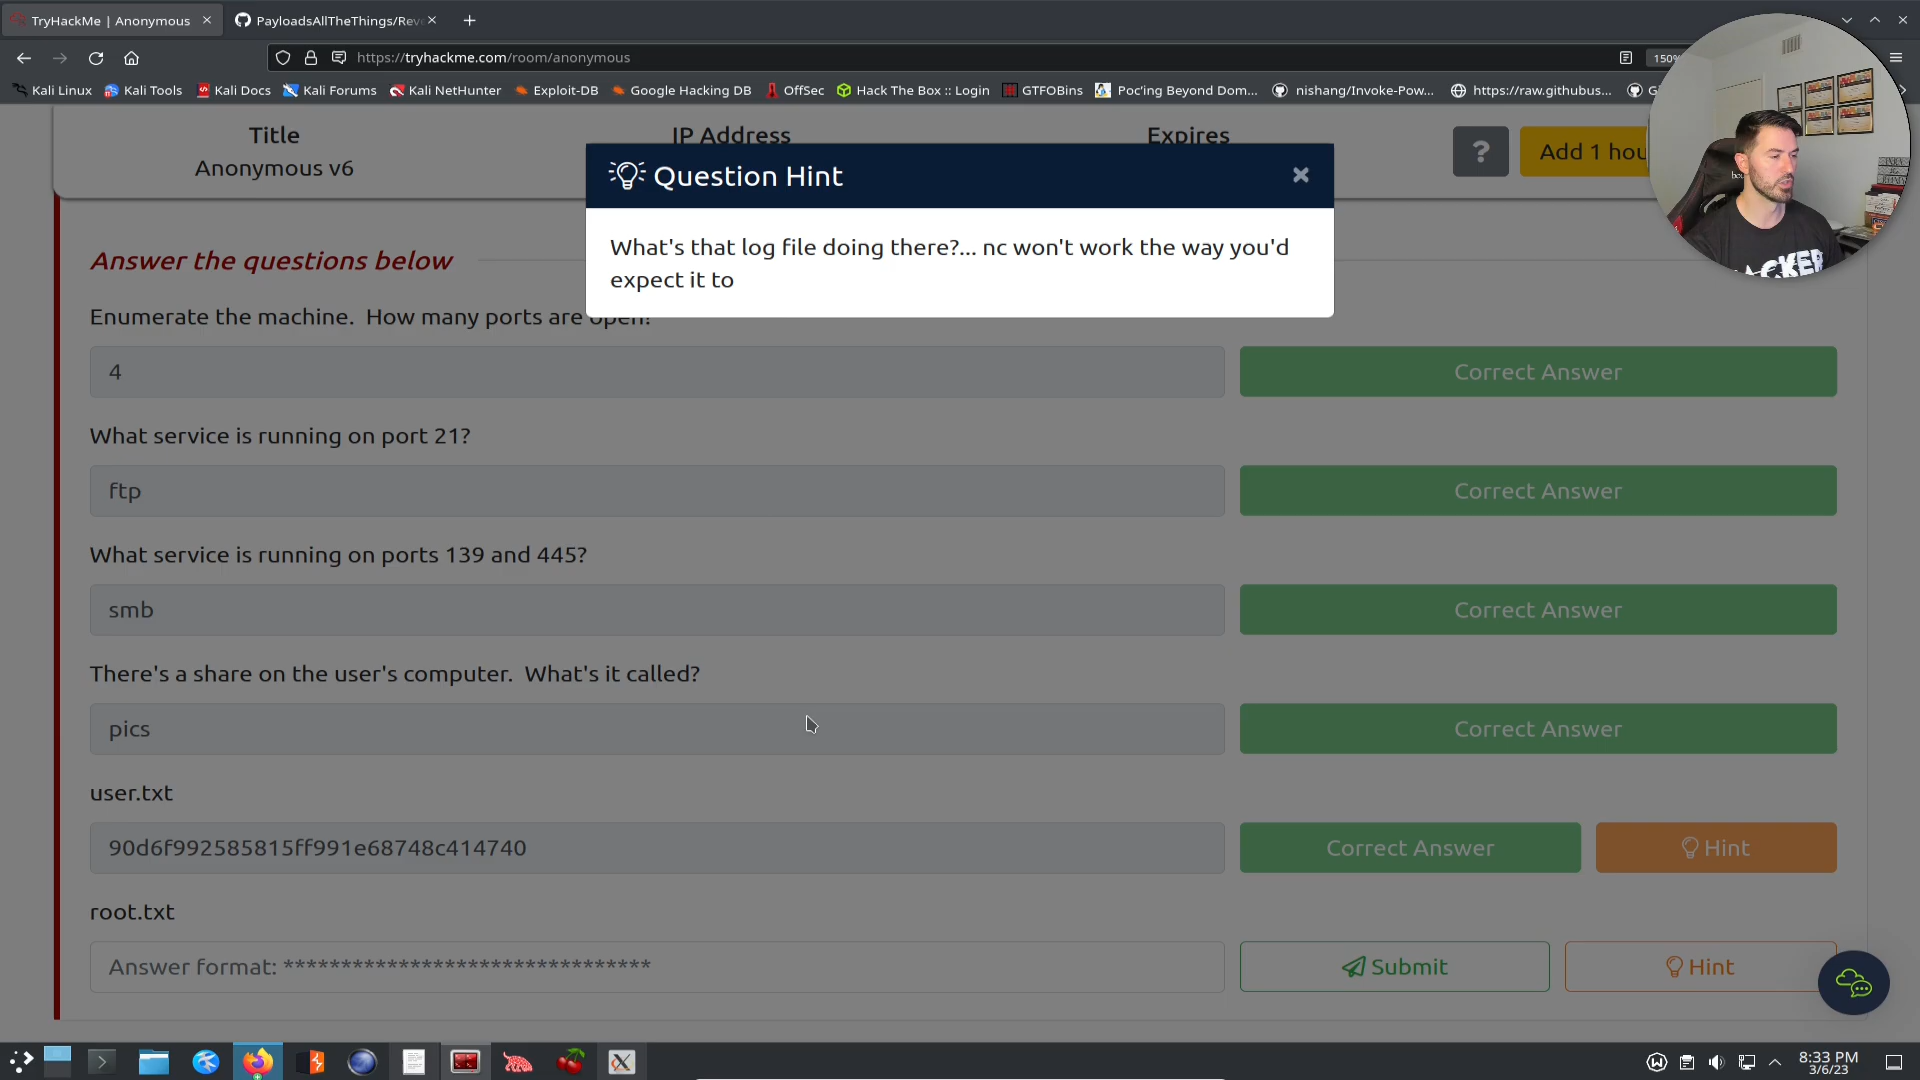 TryHackMe | Anonymous
PayloadsAllTheThings/Rev
https://tryhackme.com/room/anonymous
150%
Kali Linux
Kali Tools
Kali Docs
Kali Forums
Kali NetHunter
Exploit-DB
Google Hacking DB
OffSec
Hack The Box :: Login
GTFOBins
Poc'ing Beyond Dom...
nishang/Invoke-Pow...
https://raw.githubus...
Title
IP Address
Expires
Anonymous v6
?
Add 1 hou
Question Hint
What's that log file doing there?... nc won't work the way you'd
expect it to
Answer the questions below
Enumerate the machine. How many ports are open?
4
Correct Answer
What service is running on port 21?
ftp
Correct Answer
What service is running on ports 139 and 445?
smb
Correct Answer
There's a share on the user's computer. What's it called?
pics
Correct Answer
user.txt
90d6f992585815ff991e68748c414740
Correct Answer
Hint
root.txt
Answer format: ********************************
Submit
Hint
8:33 PM
3/6/23